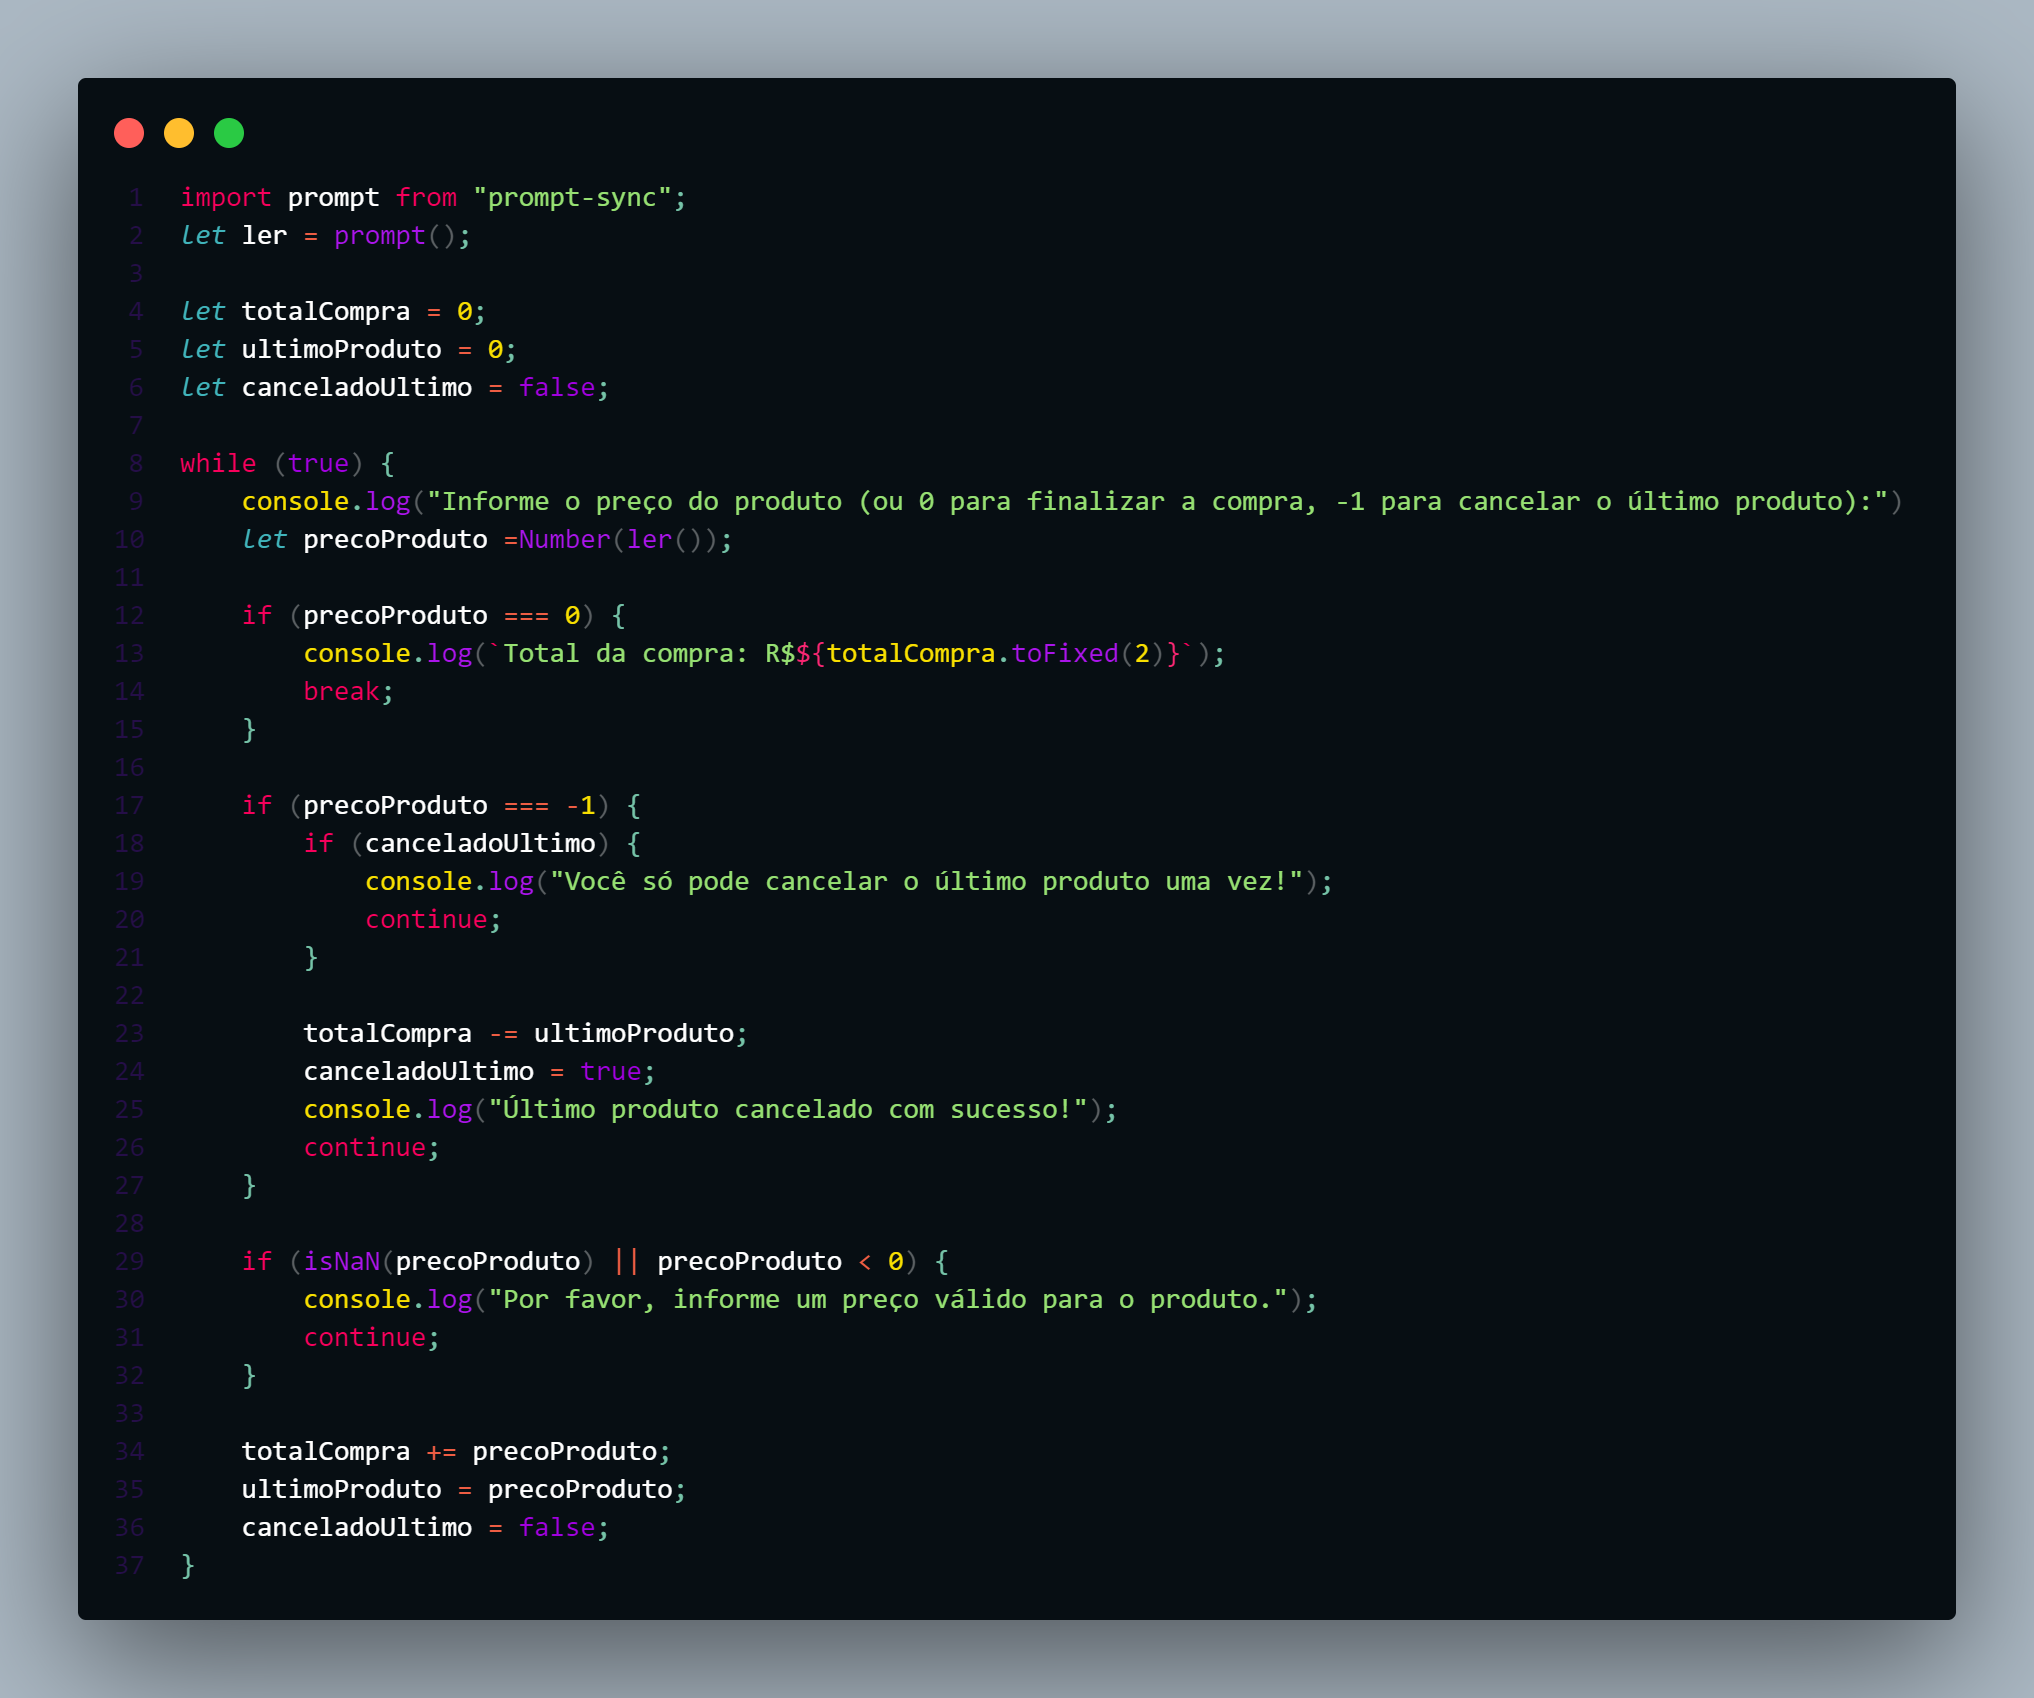 1 import prompt from "prompt-sync";
2 let ler = prompt();
3
4 let totalCompra = 0;
5 let ultimoProduto = 0;
6 let canceladoUltimo = false;
7
8 while (true) {
9     console.log("Informe o preço do produto (ou 0 para finalizar a compra, -1 para cancelar o último produto):")
10     let precoProduto =Number(ler());
11
12     if (precoProduto === 0) {
13         console.log(`Total da compra: R$${totalCompra.toFixed(2)}`);
14         break;
15     }
16
17     if (precoProduto === -1) {
18         if (canceladoUltimo) {
19             console.log("Você só pode cancelar o último produto uma vez!");
20             continue;
21         }
22
23         totalCompra -= ultimoProduto;
24         canceladoUltimo = true;
25         console.log("Último produto cancelado com sucesso!");
26         continue;
27     }
28
29     if (isNaN(precoProduto) || precoProduto < 0) {
30         console.log("Por favor, informe um preço válido para o produto.");
31         continue;
32     }
33
34     totalCompra += precoProduto;
35     ultimoProduto = precoProduto;
36     canceladoUltimo = false;
37 }